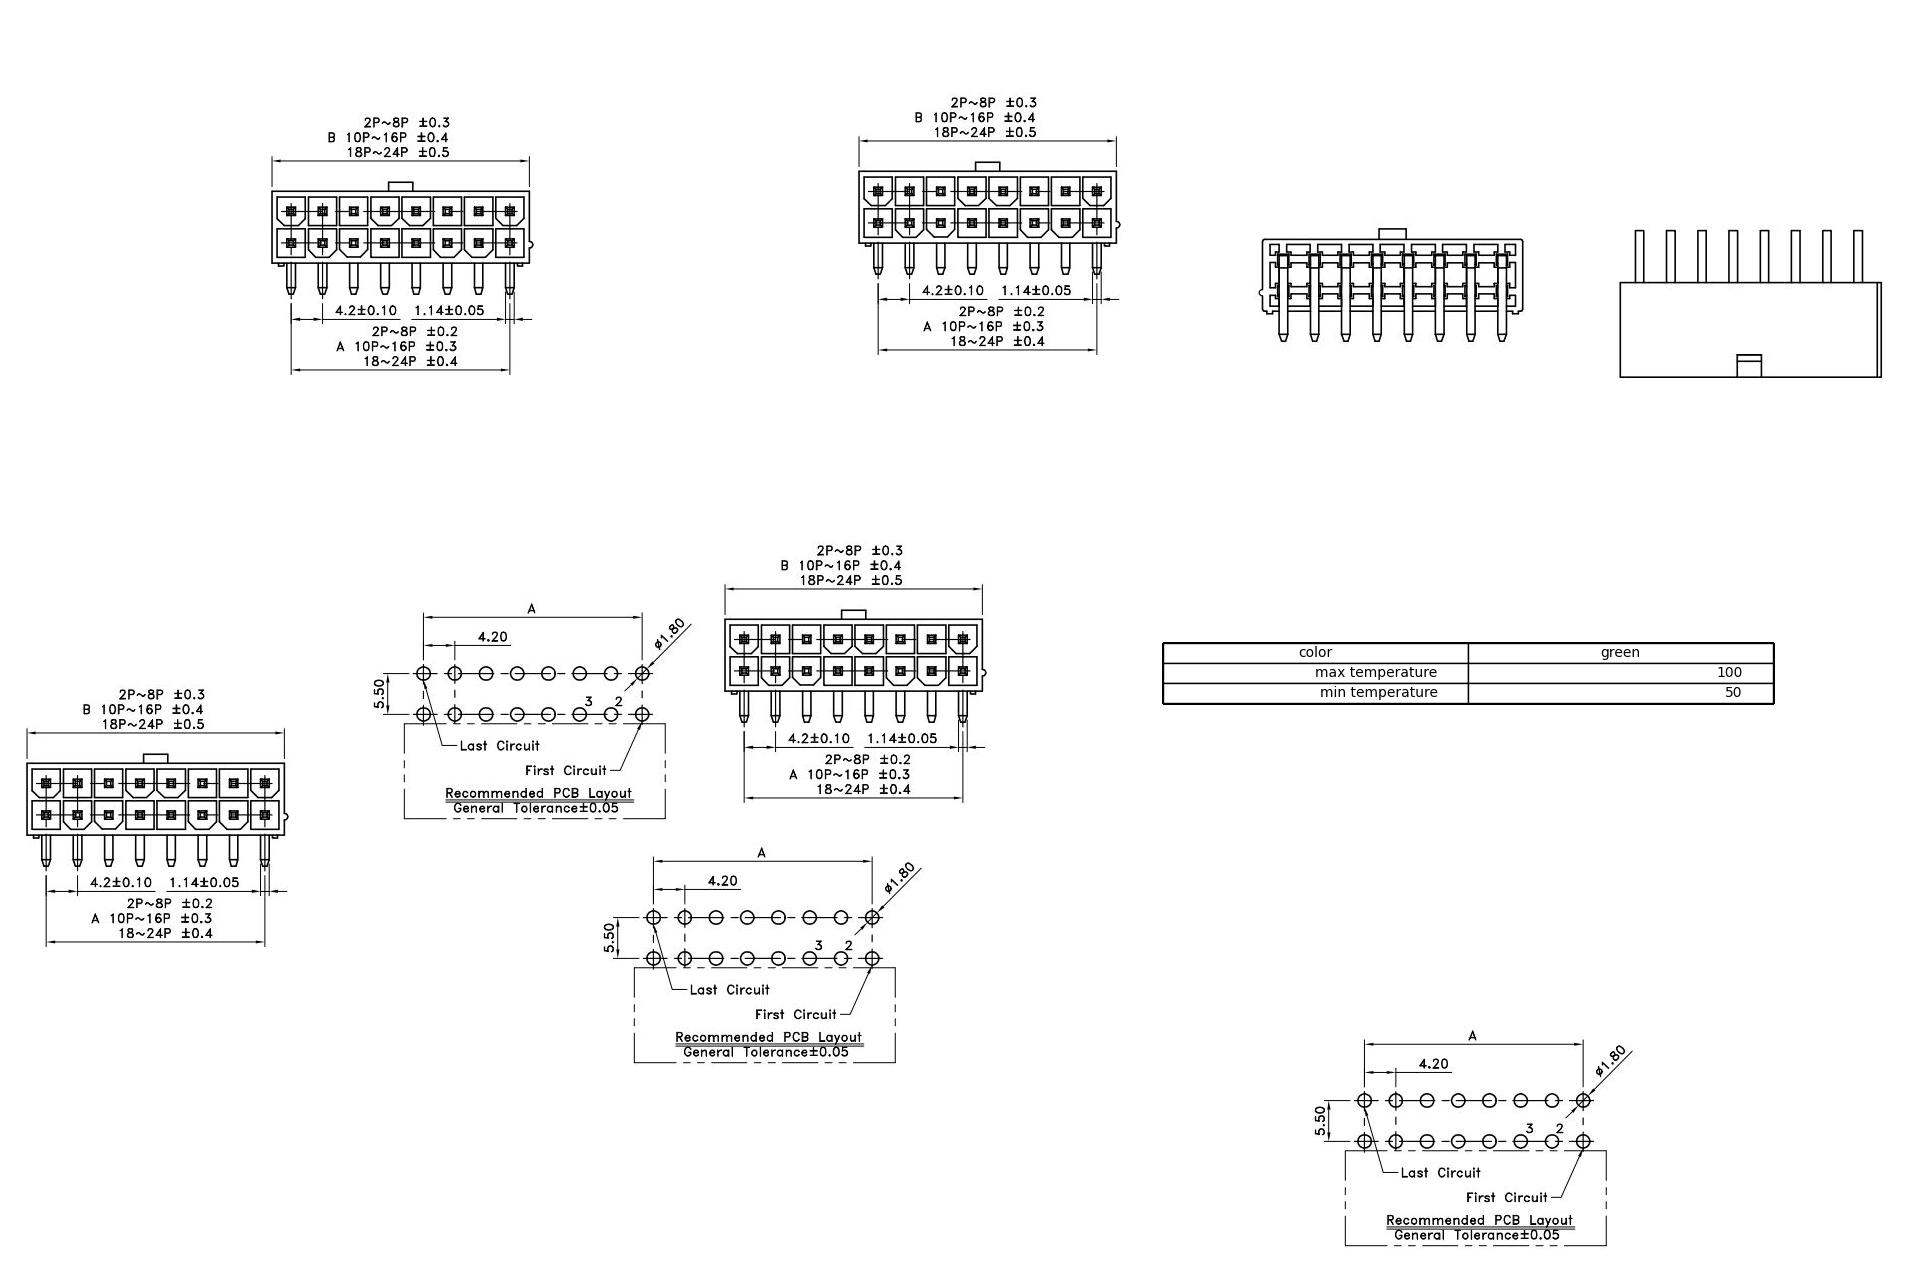 2P~8P ±0.3
B 10P~16P ±0.4
18P~24P ±0.5
4.2±0.10 1.14±0.05
2P~8P ±0.2
A 10P~16P ±0.3
18~24P ±0.4
2P~8P ±0.3
B 10P~16P ±0.4
18P~24P ±0.5
4.2±0.10 1.14±0.05
2P~8P ±0.2
A 10P~16P ±0.3
18~24P ±0.4
2P~8P ±0.3
B 10P~16P ±0.4
18P~24P ±0.5
4.2±0.10 1.14±0.05
2P~8P ±0.2
A 10P~16P ±0.3
18~24P ±0.4
A
4.20
ø1.80
5.50
3 2
Last Circuit
First Circuit
Recommended PCB Layout
General Tolerance±0.05
2P~8P ±0.3
B 10P~16P ±0.4
18P~24P ±0.5
4.2±0.10 1.14±0.05
2P~8P ±0.2
A 10P~16P ±0.3
18~24P ±0.4
color green
max temperature 100
min temperature 50
A
4.20
ø1.80
5.50
3 2
Last Circuit
First Circuit
Recommended PCB Layout
General Tolerance±0.05
A
4.20
ø1.80
5.50
3 2
Last Circuit
First Circuit
Recommended PCB Layout
General Tolerance±0.05